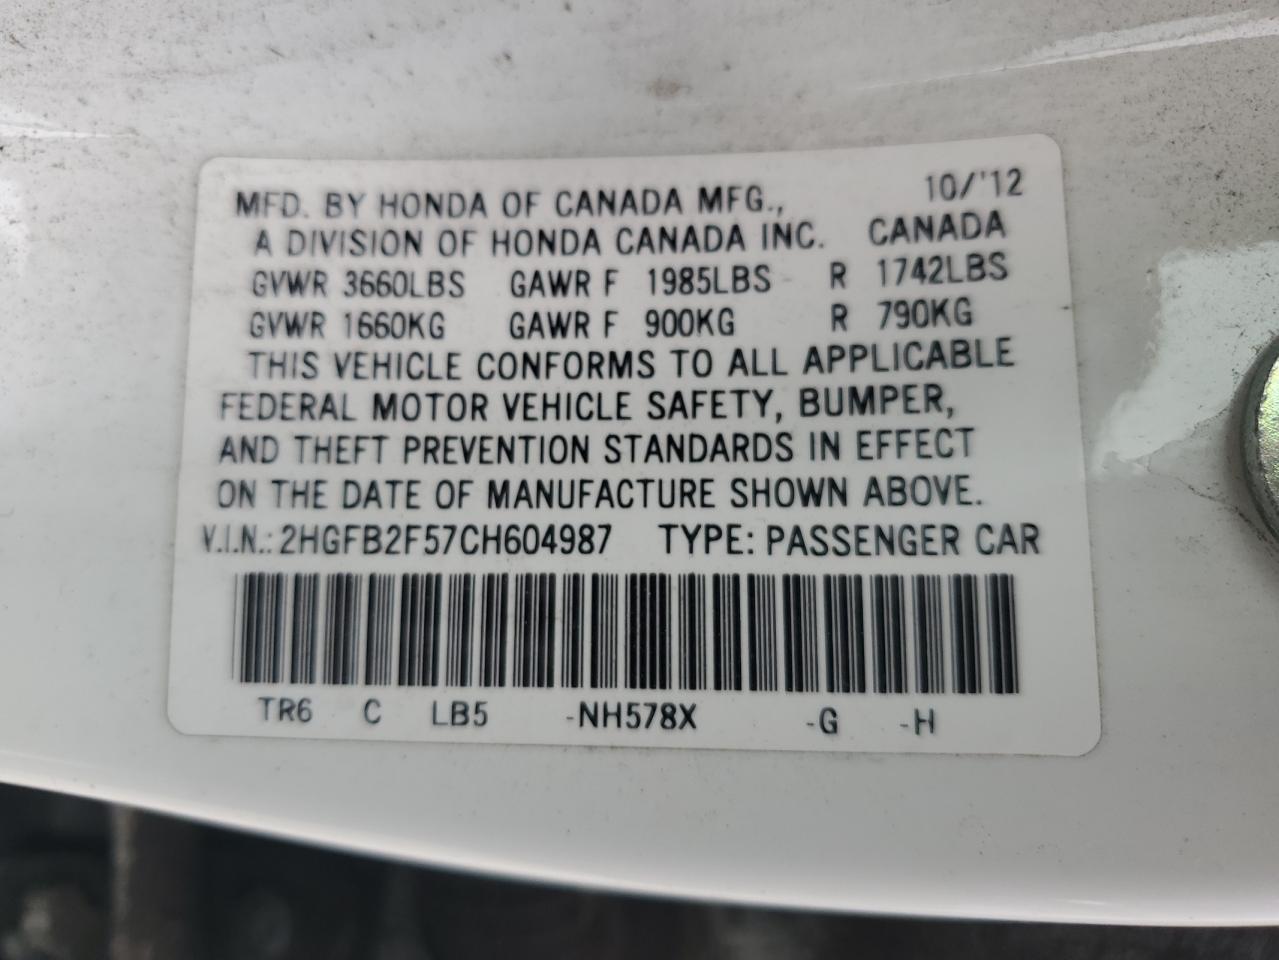 MFD. BY HONDA OF CANADA MFG., 10/'12
A DIVISION OF HONDA CANADA INC. CANADA
GVWR 3660LBS GAWR F 1985LBS R 1742LBS
GVWR 1660KG GAWR F 900KG R 790KG
THIS VEHICLE CONFORMS TO ALL APPLICABLE
FEDERAL MOTOR VEHICLE SAFETY, BUMPER,
AND THEFT PREVENTION STANDARDS IN EFFECT
ON THE DATE OF MANUFACTURE SHOWN ABOVE.
V.I.N.: 2HGFB2F57CH604987 TYPE: PASSENGER CAR
TR6 C LB5 -NH578X -G -H